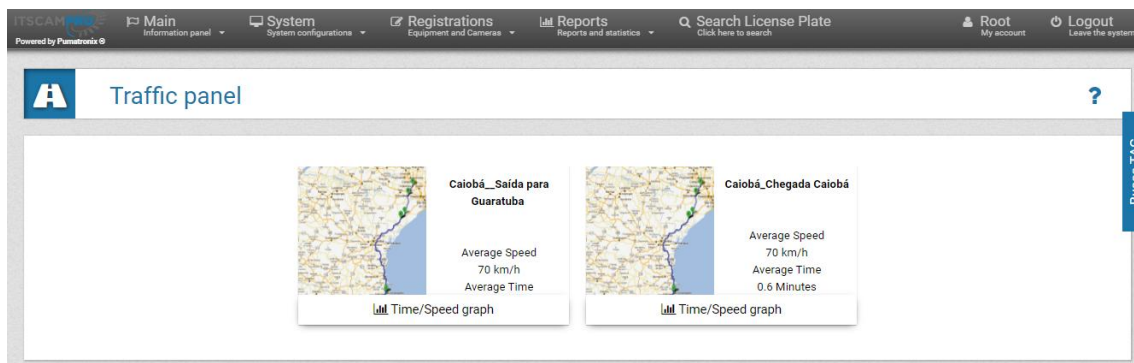 ITSCAMPRO
Powered by Pumatronix ®
Main
Information panel
System
System configurations
Registrations
Equipment and Cameras
Reports
Reports and statistics
Search License Plate
Click here to search
Root
My account
Logout
Leave the system
Traffic panel
?
Caiobá__Saída para
Guaratuba
Average Speed
70 km/h
Average Time
Time/Speed graph
Caiobá_Chegada Caiobá
Average Speed
70 km/h
Average Time
0.6 Minutes
Time/Speed graph
Busca TAG